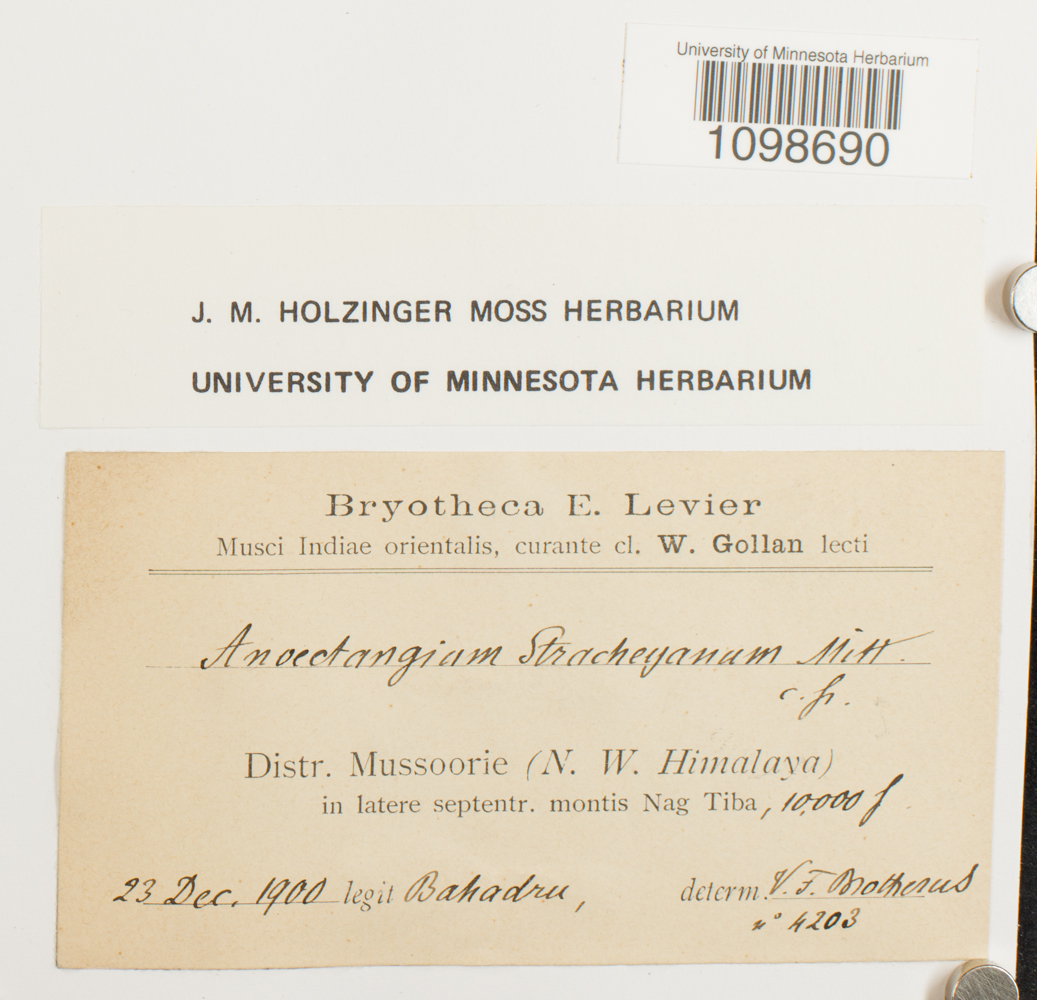 University of Minnesota Herbarium
1098690
J. M. HOLZINGER MOSS HERBARIUM
UNIVERSITY OF MINNESOTA HERBARIUM
Bryotheca E. Levier
Musci Indiae orientalis, curante cl. W. Gollan lecti
Anoectangium Stracheyanum Mitt.
c. fr.
Distr. Mussoorie (N. W. Himalaya)
in latere septentr. montis Nag Tiba, 10,000 f.
23 Dec. 1900 legit Bahadru, determ. V. F. Brotherus
n° 4203